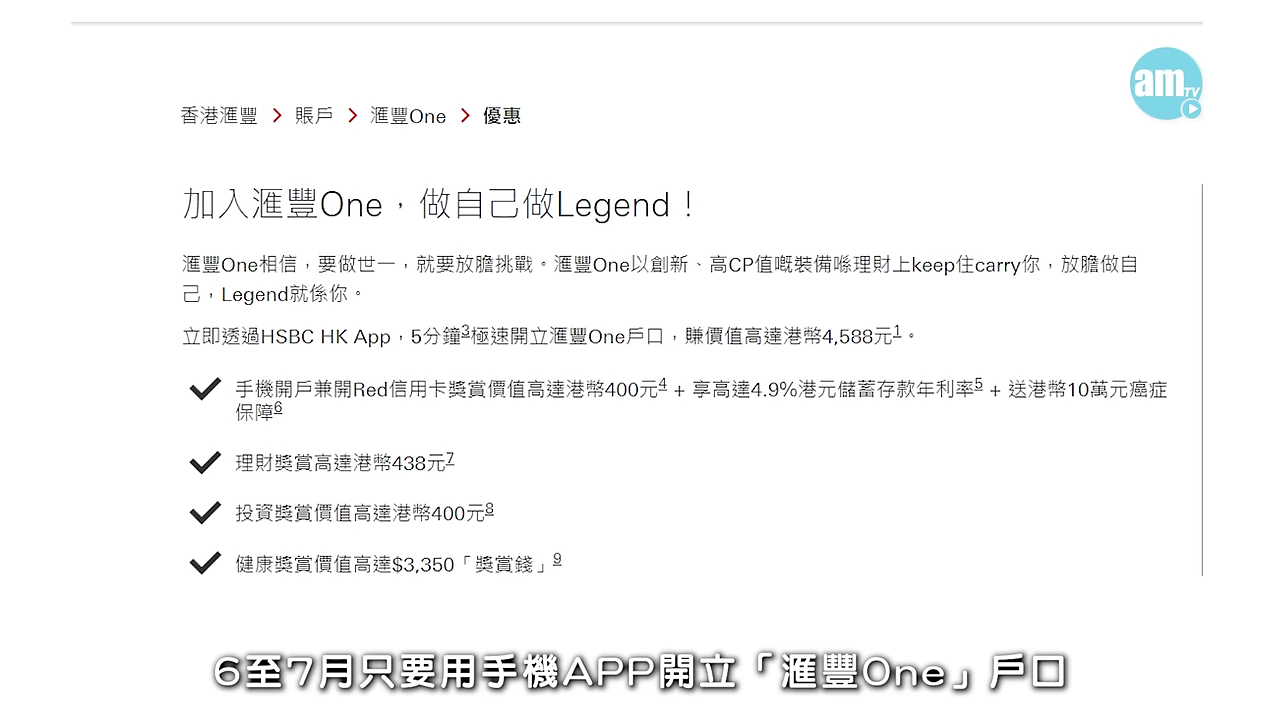 amTV
香港滙豐 > 賬戶 > 滙豐One > 優惠
加入滙豐One，做自己做Legend！
滙豐One相信，要做世一，就要放膽挑戰。滙豐One以創新、高CP值嘅裝備喺理財上keep住carry你，放膽做自
己，Legend就係你。
立即透過HSBC HK App，5分鐘3極速開立滙豐One戶口，賺價值高達港幣4,588元1。
手機開戶兼開Red信用卡獎賞價值高達港幣400元4 + 享高達4.9%港元儲蓄存款年利率5 + 送港幣10萬元癌症
保障6
理財獎賞高達港幣438元7
投資獎賞價值高達港幣400元8
健康獎賞價值高達$3,350「獎賞錢」9
6至7月只要用手機APP開立「滙豐One」戶口